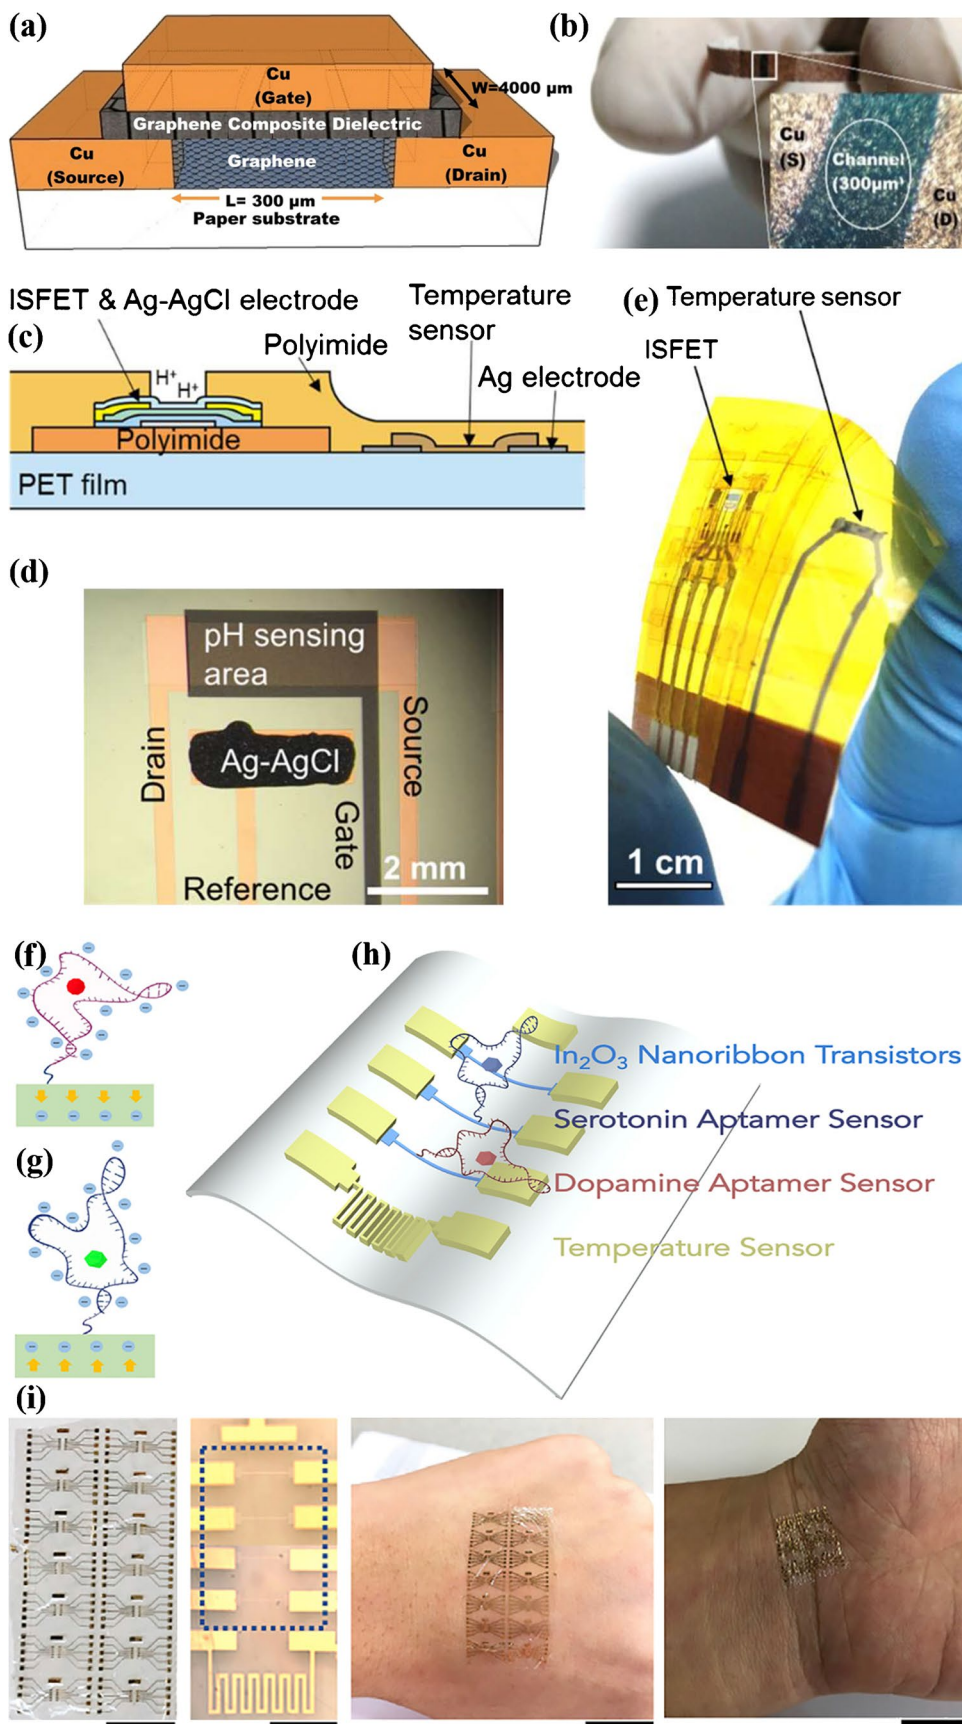 (a)
Cu
(Gate)
W=4000 µm
Graphene Composite Dielectric
Cu
(Source)
Graphene
Cu
(Drain)
L= 300 µm
Paper substrate
(b)
Cu
(S)
Channel
(300µm)
Cu
(D)
(c)
ISFET & Ag-AgCl electrode
Temperature
sensor
Polyimide
Ag electrode
H+
H+
Polyimide
PET film
(e)
Temperature sensor
ISFET
1 cm
(d)
pH sensing
area
Drain
Ag-AgCl
Source
Gate
Reference
2 mm
(f)
(g)
(h)
In₂O₃ Nanoribbon Transistors
Serotonin Aptamer Sensor
Dopamine Aptamer Sensor
Temperature Sensor
(i)